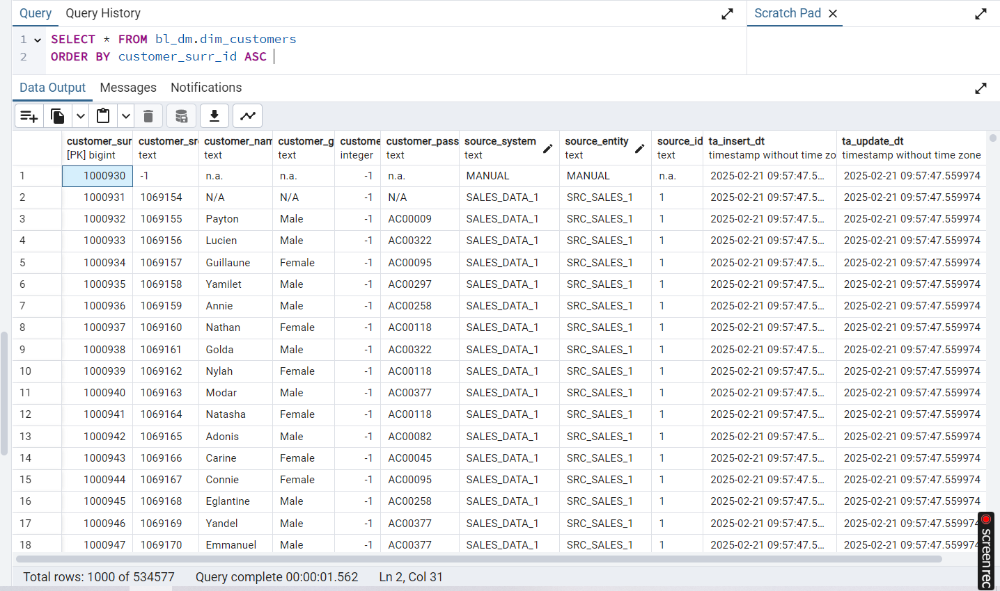 Query Query History Scratch Pad
1 SELECT * FROM bl_dm.dim_customers
2 ORDER BY customer_surr_id ASC
Data Output Messages Notifications
customer_sur customer_sr customer_nam customer_g custome customer_pass source_system source_entity source_id ta_insert_dt ta_update_dt
[PK] bigint text text text integer text text text text timestamp without time zo timestamp without time zone
1 1000930 -1 n.a. n.a. -1 n.a. MANUAL MANUAL n.a. 2025-02-21 09:57:47.5... 2025-02-21 09:57:47.559974
2 1000931 1069154 N/A N/A -1 N/A SALES_DATA_1 SRC_SALES_1 1 2025-02-21 09:57:47.5... 2025-02-21 09:57:47.559974
3 1000932 1069155 Payton Male -1 AC00009 SALES_DATA_1 SRC_SALES_1 1 2025-02-21 09:57:47.5... 2025-02-21 09:57:47.559974
4 1000933 1069156 Lucien Male -1 AC00322 SALES_DATA_1 SRC_SALES_1 1 2025-02-21 09:57:47.5... 2025-02-21 09:57:47.559974
5 1000934 1069157 Guillaune Female -1 AC00095 SALES_DATA_1 SRC_SALES_1 1 2025-02-21 09:57:47.5... 2025-02-21 09:57:47.559974
6 1000935 1069158 Yamilet Male -1 AC00297 SALES_DATA_1 SRC_SALES_1 1 2025-02-21 09:57:47.5... 2025-02-21 09:57:47.559974
7 1000936 1069159 Annie Male -1 AC00258 SALES_DATA_1 SRC_SALES_1 1 2025-02-21 09:57:47.5... 2025-02-21 09:57:47.559974
8 1000937 1069160 Nathan Female -1 AC00118 SALES_DATA_1 SRC_SALES_1 1 2025-02-21 09:57:47.5... 2025-02-21 09:57:47.559974
9 1000938 1069161 Golda Male -1 AC00322 SALES_DATA_1 SRC_SALES_1 1 2025-02-21 09:57:47.5... 2025-02-21 09:57:47.559974
10 1000939 1069162 Nylah Female -1 AC00118 SALES_DATA_1 SRC_SALES_1 1 2025-02-21 09:57:47.5... 2025-02-21 09:57:47.559974
11 1000940 1069163 Modar Male -1 AC00377 SALES_DATA_1 SRC_SALES_1 1 2025-02-21 09:57:47.5... 2025-02-21 09:57:47.559974
12 1000941 1069164 Natasha Female -1 AC00118 SALES_DATA_1 SRC_SALES_1 1 2025-02-21 09:57:47.5... 2025-02-21 09:57:47.559974
13 1000942 1069165 Adonis Male -1 AC00082 SALES_DATA_1 SRC_SALES_1 1 2025-02-21 09:57:47.5... 2025-02-21 09:57:47.559974
14 1000943 1069166 Carine Female -1 AC00045 SALES_DATA_1 SRC_SALES_1 1 2025-02-21 09:57:47.5... 2025-02-21 09:57:47.559974
15 1000944 1069167 Connie Female -1 AC00095 SALES_DATA_1 SRC_SALES_1 1 2025-02-21 09:57:47.5... 2025-02-21 09:57:47.559974
16 1000945 1069168 Eglantine Male -1 AC00258 SALES_DATA_1 SRC_SALES_1 1 2025-02-21 09:57:47.5... 2025-02-21 09:57:47.559974
17 1000946 1069169 Yandel Male -1 AC00377 SALES_DATA_1 SRC_SALES_1 1 2025-02-21 09:57:47.5... 2025-02-21 09:57:47.559974
18 1000947 1069170 Emmanuel Male -1 AC00377 SALES_DATA_1 SRC_SALES_1 1 2025-02-21 09:57:47.5... 2025-02-21 09:57:47.559974
screenrec
Total rows: 1000 of 534577 Query complete 00:00:01.562 Ln 2, Col 31